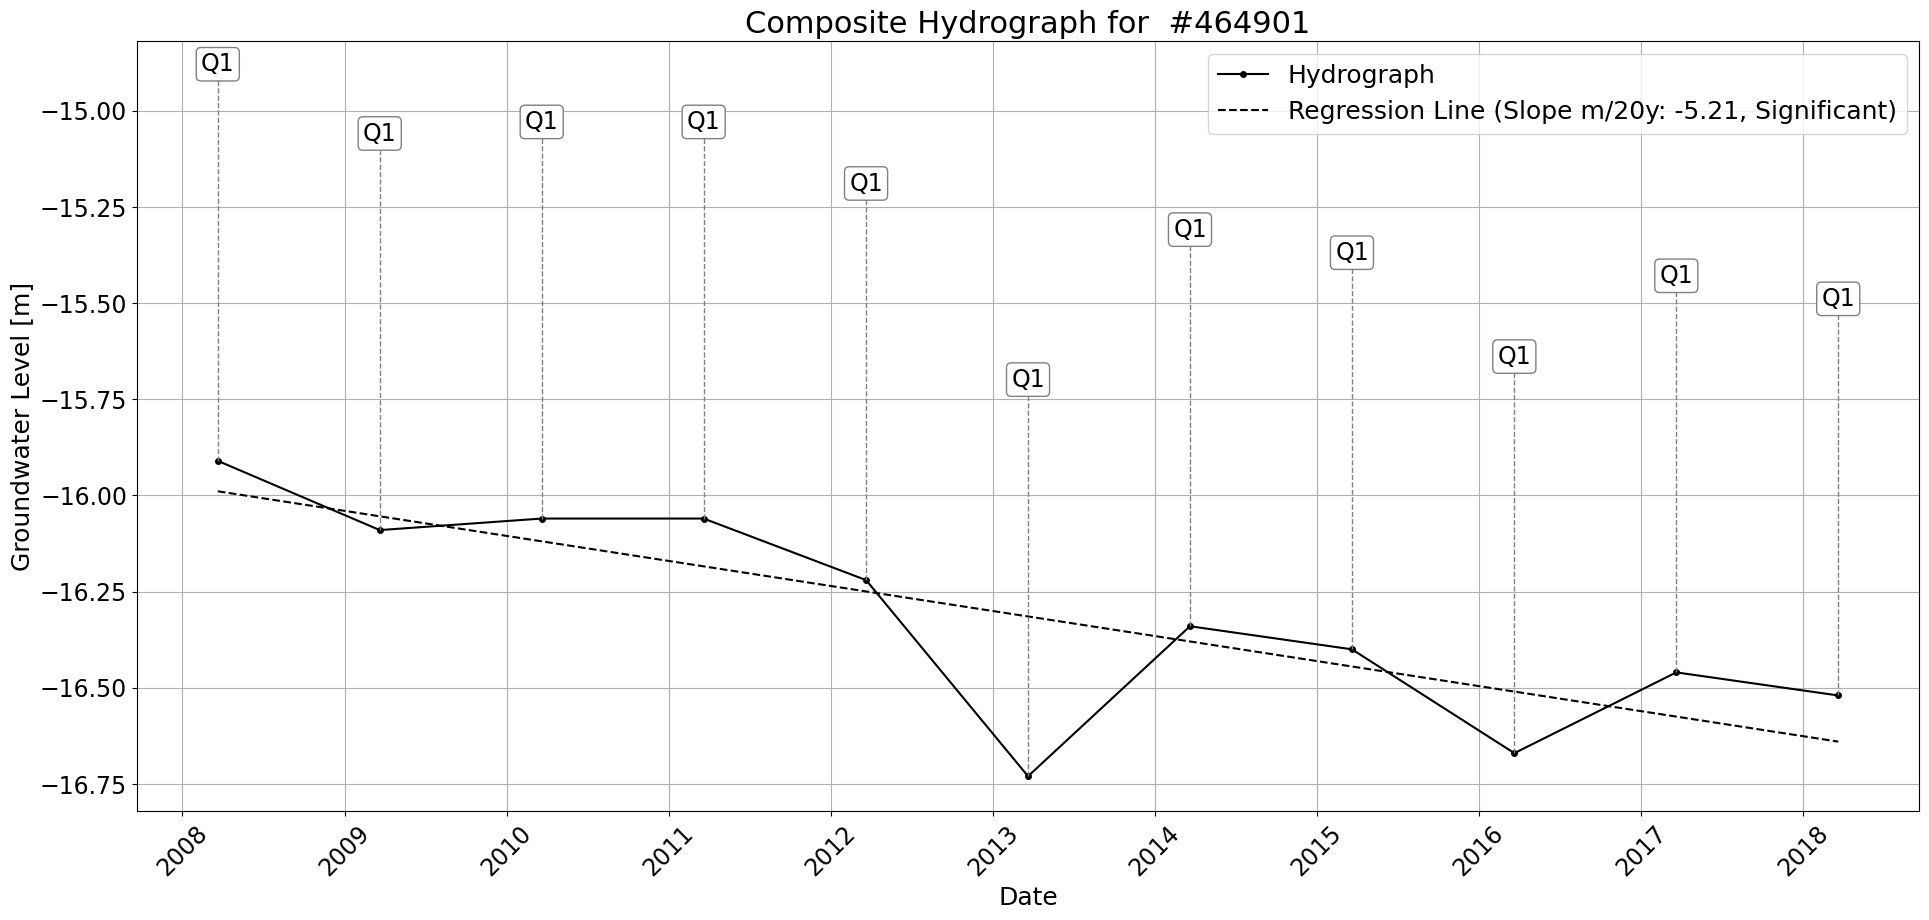 Composite Hydrograph for  #464901
Hydrograph
Regression Line (Slope m/20y: -5.21, Significant)
Q1
Q1
Q1
Q1
Q1
Q1
Q1
Q1
Q1
Q1
Q1
Groundwater Level [m]
−15.00
−15.25
−15.50
−15.75
−16.00
−16.25
−16.50
−16.75
2008
2009
2010
2011
2012
2013
2014
2015
2016
2017
2018
Date